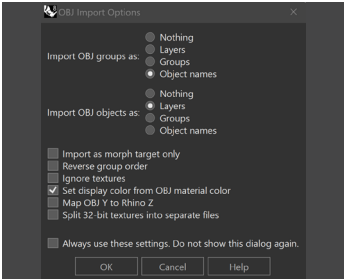 OBJ Import Options
Nothing
Layers
Import OBJ groups as:
Groups
Object names
Nothing
Layers
Import OBJ objects as:
Groups
Object names
Import as morph target only
Reverse group order
Ignore textures
Set display color from OBJ material color
Map OBJ Y to Rhino Z
Split 32-bit textures into separate files
Always use these settings. Do not show this dialog again.
OK Cancel Help